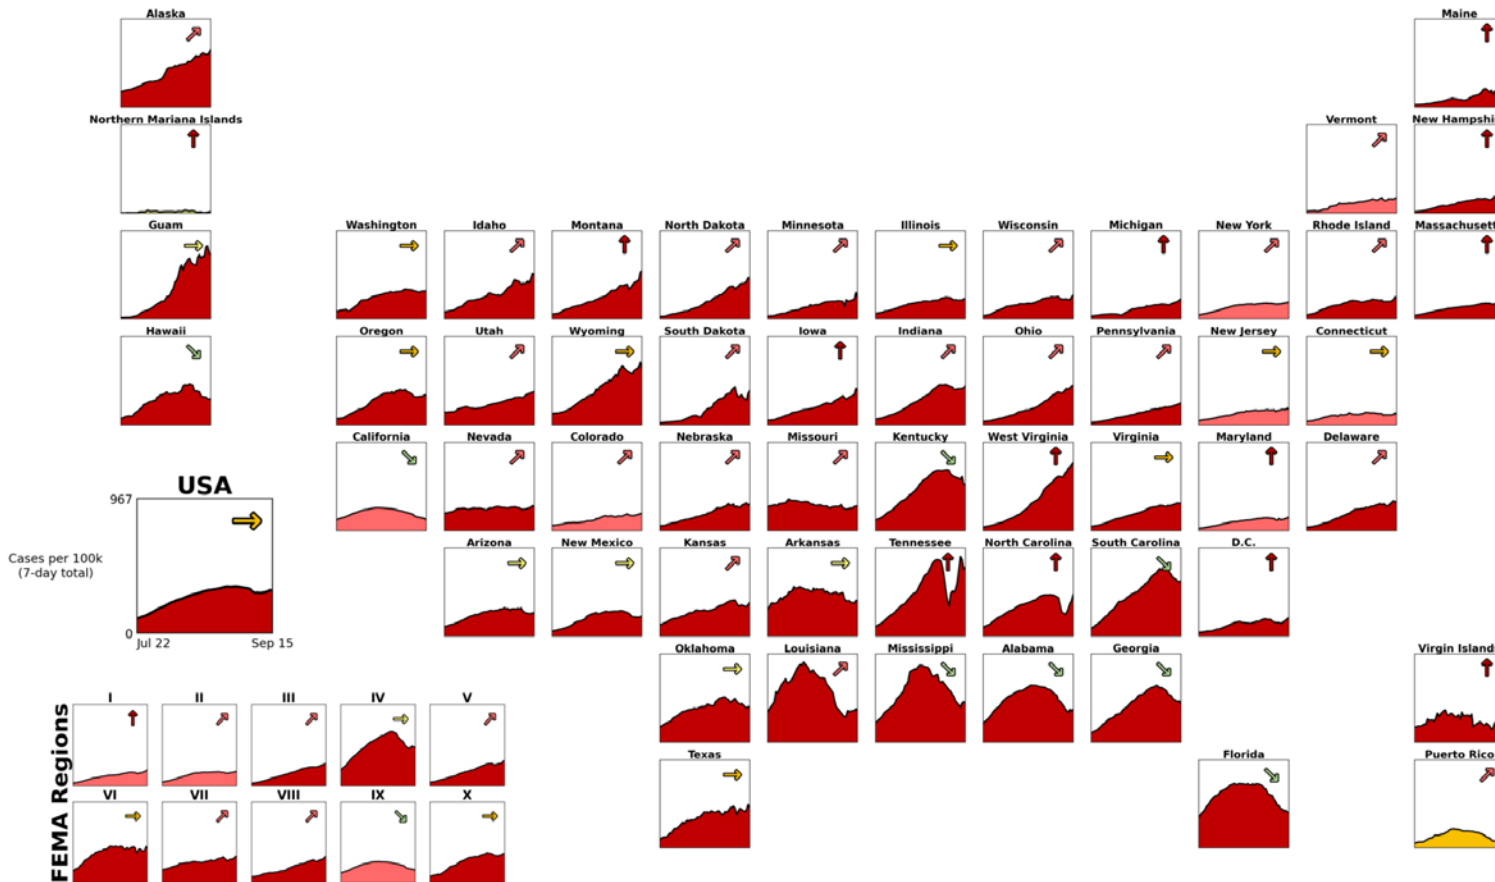 Alaska
Maine
Northern Mariana Islands
Vermont
New Hampshi
Guam
Washington
Idaho
Montana
North Dakota
Minnesota
Illinois
Wisconsin
Michigan
New York
Rhode Island
Massachusett
Hawaii
Oregon
Utah
Wyoming
South Dakota
Iowa
Indiana
Ohio
Pennsylvania
New Jersey
Connecticut
California
Nevada
Colorado
Nebraska
Missouri
Kentucky
West Virginia
Virginia
Maryland
Delaware
USA
967
Cases per 100k
(7-day total)
0
Jul 22
Sep 15
Arizona
New Mexico
Kansas
Arkansas
Tennessee
North Carolina
South Carolina
D.C.
Oklahoma
Louisiana
Mississippi
Alabama
Georgia
Virgin Island
Texas
Florida
Puerto Rico
FEMA Regions
I
II
III
IV
V
VI
VII
VIII
IX
X